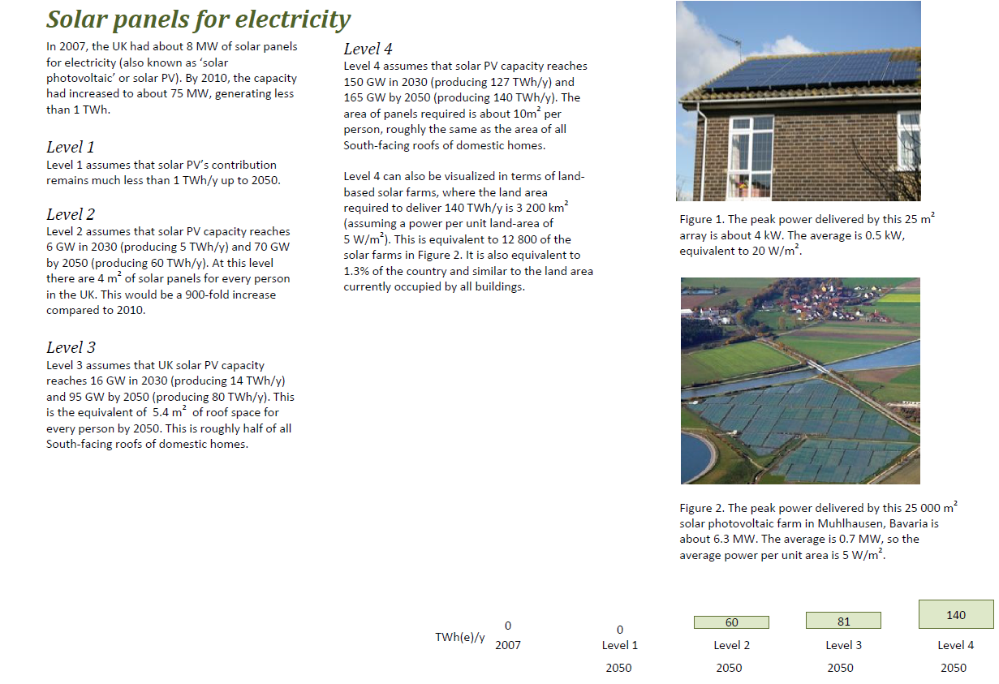 Solar panels for electricity
In 2007, the UK had about 8 MW of solar panels
for electricity (also known as ‘solar
photovoltaic’ or solar PV). By 2010, the capacity
had increased to about 75 MW, generating less
than 1 TWh.
Level 1
Level 1 assumes that solar PV’s contribution
remains much less than 1 TWh/y up to 2050.
Level 2
Level 2 assumes that solar PV capacity reaches
6 GW in 2030 (producing 5 TWh/y) and 70 GW
by 2050 (producing 60 TWh/y). At this level
there are 4 m² of solar panels for every person
in the UK. This would be a 900-fold increase
compared to 2010.
Level 3
Level 3 assumes that UK solar PV capacity
reaches 16 GW in 2030 (producing 14 TWh/y)
and 95 GW by 2050 (producing 80 TWh/y). This
is the equivalent of 5.4 m² of roof space for
every person by 2050. This is roughly half of all
South-facing roofs of domestic homes.
Level 4
Level 4 assumes that solar PV capacity reaches
150 GW in 2030 (producing 127 TWh/y) and
165 GW by 2050 (producing 140 TWh/y). The
area of panels required is about 10m² per
person, roughly the same as the area of all
South-facing roofs of domestic homes.
Level 4 can also be visualized in terms of land-
based solar farms, where the land area
required to deliver 140 TWh/y is 3 200 km²
(assuming a power per unit land-area of
5 W/m²). This is equivalent to 12 800 of the
solar farms in Figure 2. It is also equivalent to
1.3% of the country and similar to the land area
currently occupied by all buildings.
Figure 1. The peak power delivered by this 25 m²
array is about 4 kW. The average is 0.5 kW,
equivalent to 20 W/m².
Figure 2. The peak power delivered by this 25 000 m²
solar photovoltaic farm in Muhlhausen, Bavaria is
about 6.3 MW. The average is 0.7 MW, so the
average power per unit area is 5 W/m².
TWh(e)/y
0 0 60 81 140
2007 Level 1 Level 2 Level 3 Level 4
2050 2050 2050 2050